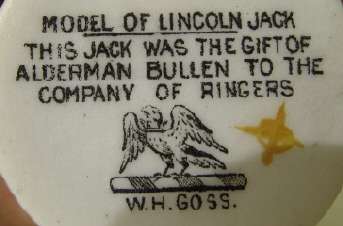 MODEL OF LINCOLN JACK
THIS JACK WAS THE GIFT OF
ALDERMAN BULLEN TO THE
COMPANY OF RINGERS
W.H. GOSS.